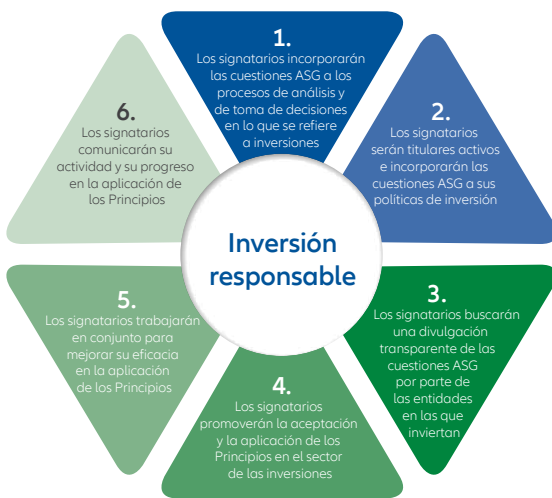 1.
Los signatarios incorporarán
las cuestiones ASG a los
procesos de análisis y
de toma de decisiones
en lo que se refiere
a inversiones
2.
Los signatarios
serán titulares activos
e incorporarán las
cuestiones ASG a sus
políticas de inversión
3.
Los signatarios buscarán
una divulgación
transparente de las
cuestiones ASG
por parte de
las entidades
en las que
inviertan
4.
Los signatarios
promoverán la aceptación
y la aplicación de los
Principios en el sector
de las inversiones
5.
Los signatarios trabajarán
en conjunto para
mejorar su eficacia
en la aplicación
de los Principios
6.
Los signatarios
comunicarán su
actividad y su progreso
en la aplicación de
los Principios
Inversión
responsable